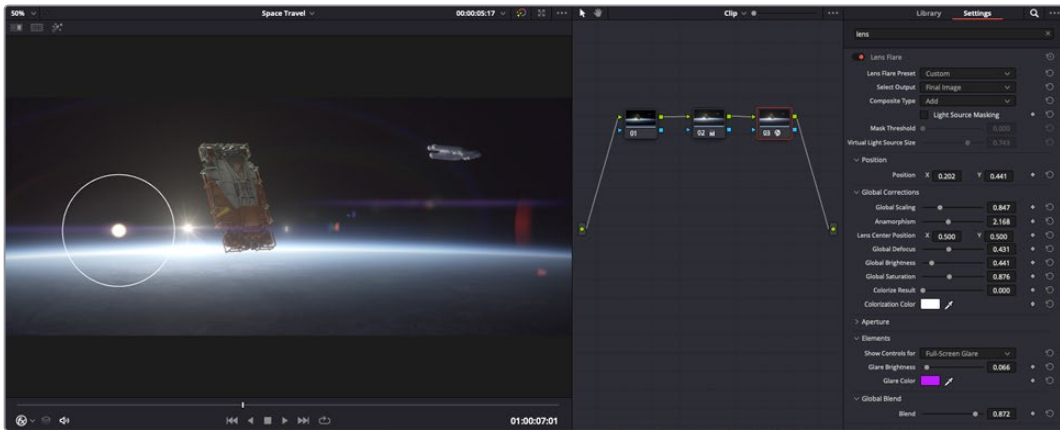 50%
Space Travel
00:00:05:17
Clip
Library
Settings
lens
Lens Flare
Lens Flare Preset Custom
Select Output Final Image
Composite Type Add
Light Source Masking
Mask Threshold 0.000
Virtual Light Source Size 0.743
Position
Position X 0.202 Y 0.441
Global Corrections
Global Scaling 0.847
Anamorphism 2.168
Lens Center Position X 0.500 Y 0.500
Global Defocus 0.431
Global Brightness 0.441
Global Saturation 0.876
Colorize Result 0.000
Colorization Color
Aperture
Elements
Show Controls for Full-Screen Glare
Glare Brightness 0.066
Glare Color
Global Blend
Blend 0.872
01
02
03
01:00:07:01